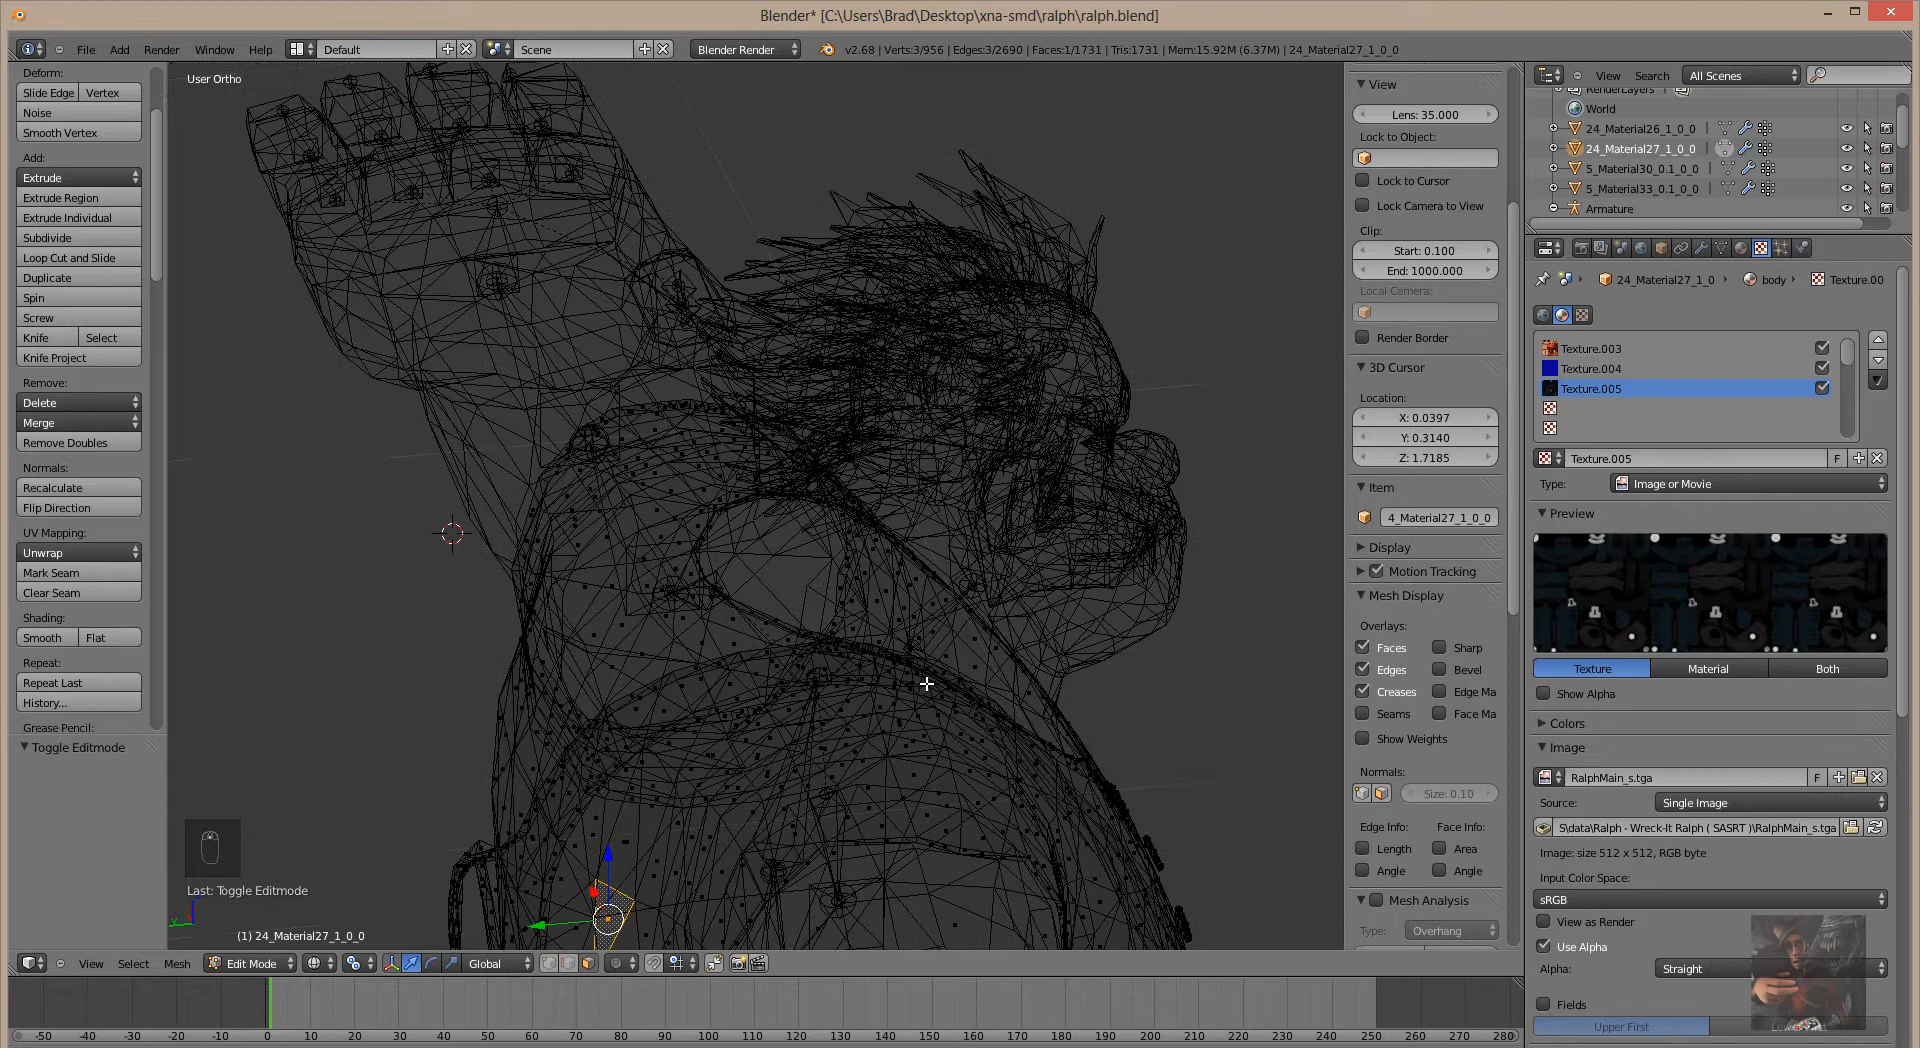 Blender* [C:\Users\Brad\Desktop\xna-smd\ralph\ralph.blend]
File Add Render Window Help Default Scene Blender Render v2.68 | Verts:3/956 | Edges:3/2690 | Faces:1/1731 | Tris:1731 | Mem:15.92M (6.37M) | 24_Material27_1_0_0
Deform:
Slide Edge Vertex
Noise
Smooth Vertex
Add:
Extrude
Extrude Region
Extrude Individual
Subdivide
Loop Cut and Slide
Duplicate
Spin
Screw
Knife Select
Knife Project
Remove:
Delete
Merge
Remove Doubles
Normals:
Recalculate
Flip Direction
UV Mapping:
Unwrap
Mark Seam
Clear Seam
Shading:
Smooth Flat
Repeat:
Repeat Last
History...
Grease Pencil:
Toggle Editmode
User Ortho
Last: Toggle Editmode
(1) 24_Material27_1_0_0
View
Lens: 35.000
Lock to Object:
Lock to Cursor
Lock Camera to View
Clip:
Start: 0.100
End: 1000.000
Local Camera:
Render Border
3D Cursor
Location:
X: 0.0397
Y: 0.3140
Z: 1.7185
Item
4_Material27_1_0_0
Display
Motion Tracking
Mesh Display
Overlays:
Faces Sharp
Edges Bevel
Creases Edge Ma
Seams Face Ma
Show Weights
Normals:
Size: 0.10
Edge Info: Face Info:
Length Area
Angle Angle
Mesh Analysis
Type: Overhang
View Search All Scenes
RenderLayers
World
24_Material26_1_0_0
24_Material27_1_0_0
5_Material30_0.1_0_0
5_Material33_0.1_0_0
Armature
24_Material27_1_0 body Texture.00
Texture.003
Texture.004
Texture.005
Texture.005 F
Type: Image or Movie
Preview
Texture Material Both
Show Alpha
Colors
Image
RalphMain_s.tga F
Source: Single Image
S\data\Ralph - Wreck-It Ralph ( SASRT )\RalphMain_s.tga
Image: size 512 x 512, RGB byte
Input Color Space:
sRGB
View as Render
Use Alpha
Alpha: Straight
Fields
Upper First
View Select Mesh Edit Mode Global
-50 -40 -30 -20 -10 0 10 20 30 40 50 60 70 80 90 100 110 120 130 140 150 160 170 180 190 200 210 220 230 240 250 260 270 280